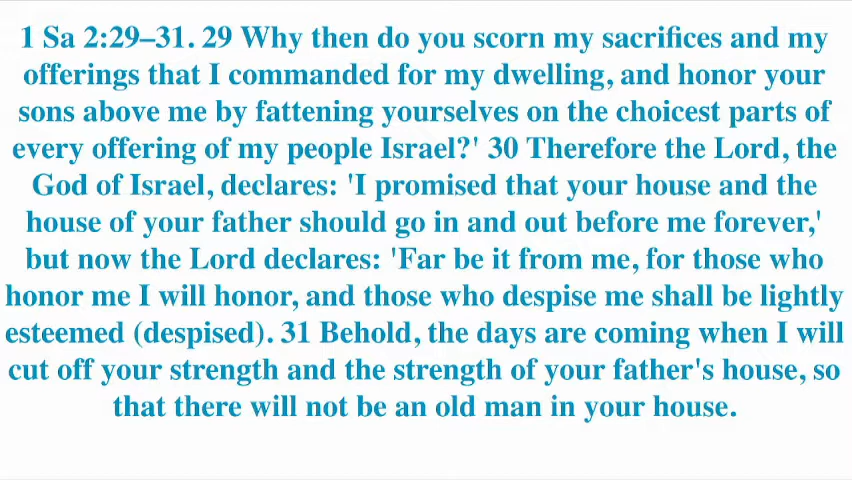 1 Sa 2:29–31. 29 Why then do you scorn my sacrifices and my
offerings that I commanded for my dwelling, and honor your
sons above me by fattening yourselves on the choicest parts of
every offering of my people Israel?' 30 Therefore the Lord, the
God of Israel, declares: 'I promised that your house and the
house of your father should go in and out before me forever,'
but now the Lord declares: 'Far be it from me, for those who
honor me I will honor, and those who despise me shall be lightly
esteemed (despised). 31 Behold, the days are coming when I will
cut off your strength and the strength of your father's house, so
that there will not be an old man in your house.